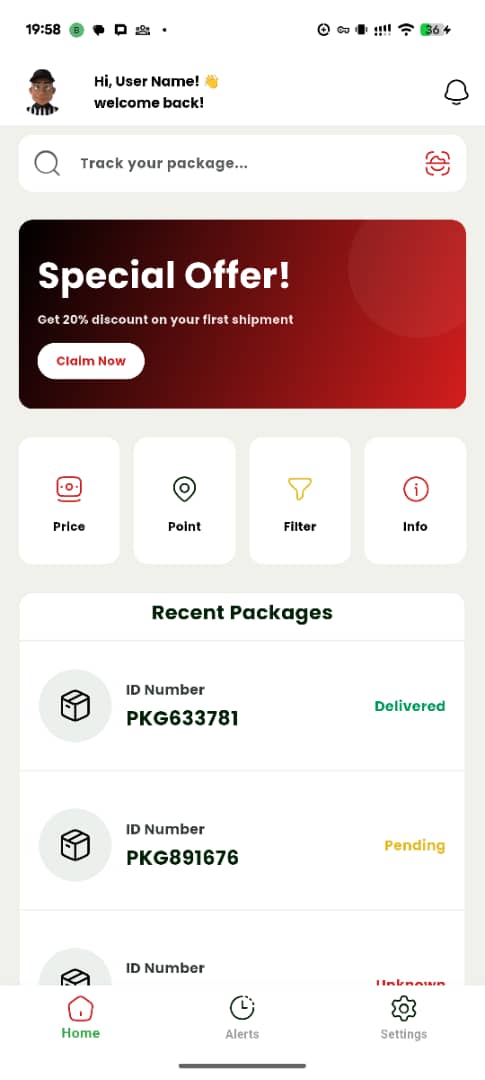 19:58
36
Hi, User Name! 👋
welcome back!
Track your package...
Special Offer!
Get 20% discount on your first shipment
Claim Now
Price
Point
Filter
Info
Recent Packages
ID Number
PKG633781
Delivered
ID Number
PKG891676
Pending
ID Number
Unknown
Home
Alerts
Settings